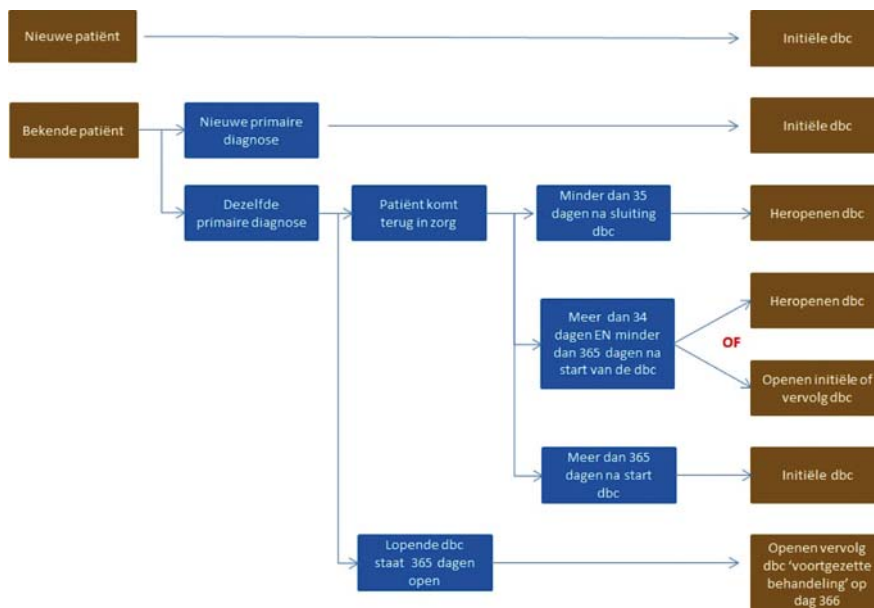 Nieuwe patiënt
Initiële dbc
Bekende patiënt
Nieuwe primaire
diagnose
Initiële dbc
Dezelfde
primaire diagnose
Patiënt komt
terug in zorg
Minder dan 35
dagen na sluiting
dbc
Heropenen dbc
Meer dan 34
dagen EN minder
dan 365 dagen na
start van de dbc
Heropenen dbc
OF
Openen initiële of
vervolg dbc
Meer dan 365
dagen na start
dbc
Initiële dbc
Lopende dbc
staat 365 dagen
open
Openen vervolg
dbc ‘voortgezette
behandeling’ op
dag 366